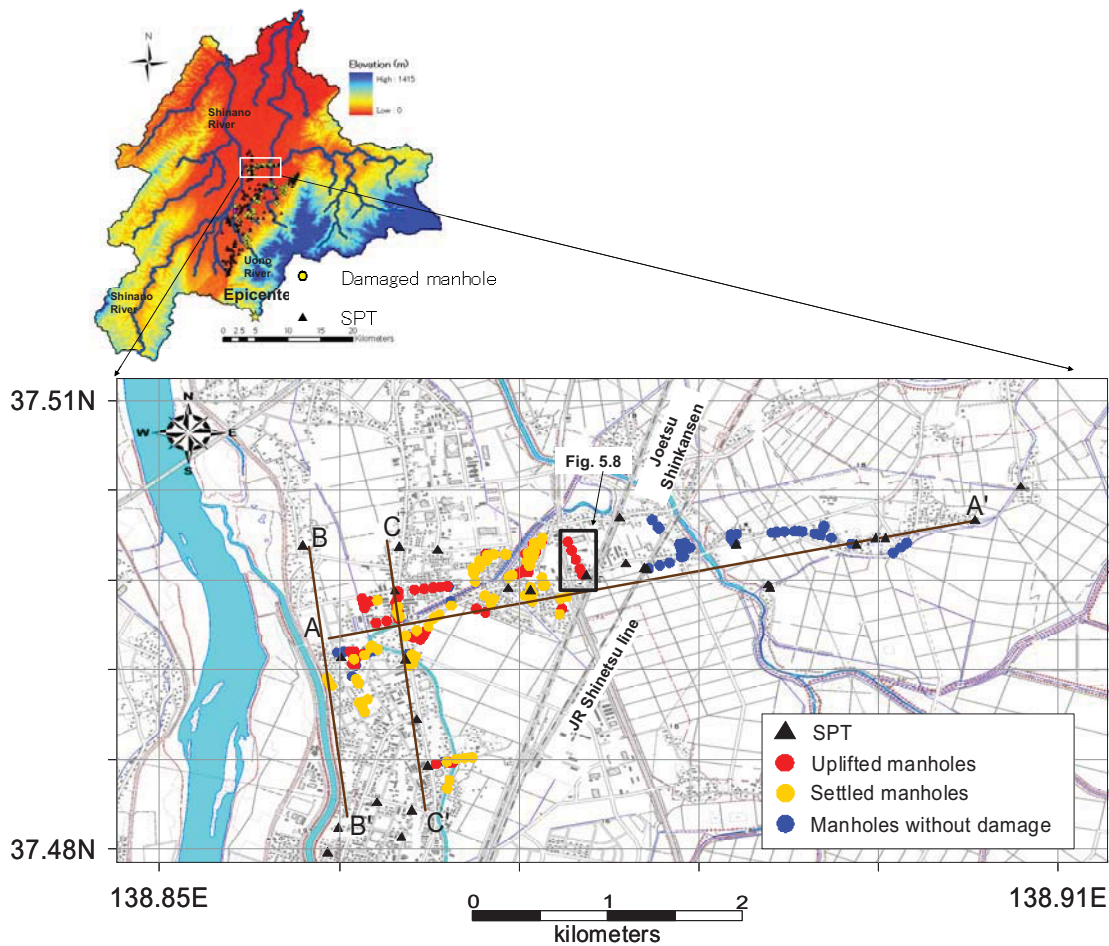 N
Elevation (m)
High : 1415
Low : 0
Shinano
River
Uono
River
Shinano
River
Damaged manhole
Epicente
SPT
0 2.5 5 10 15 20
Kilometers
37.51N
N
W E
S
Joetsu
Shinkansen
Fig. 5.8
A'
B
C
A
JR Shinetsu line
B'
C'
SPT
Uplifted manholes
Settled manholes
Manholes without damage
37.48N
138.85E
138.91E
0 1 2
kilometers